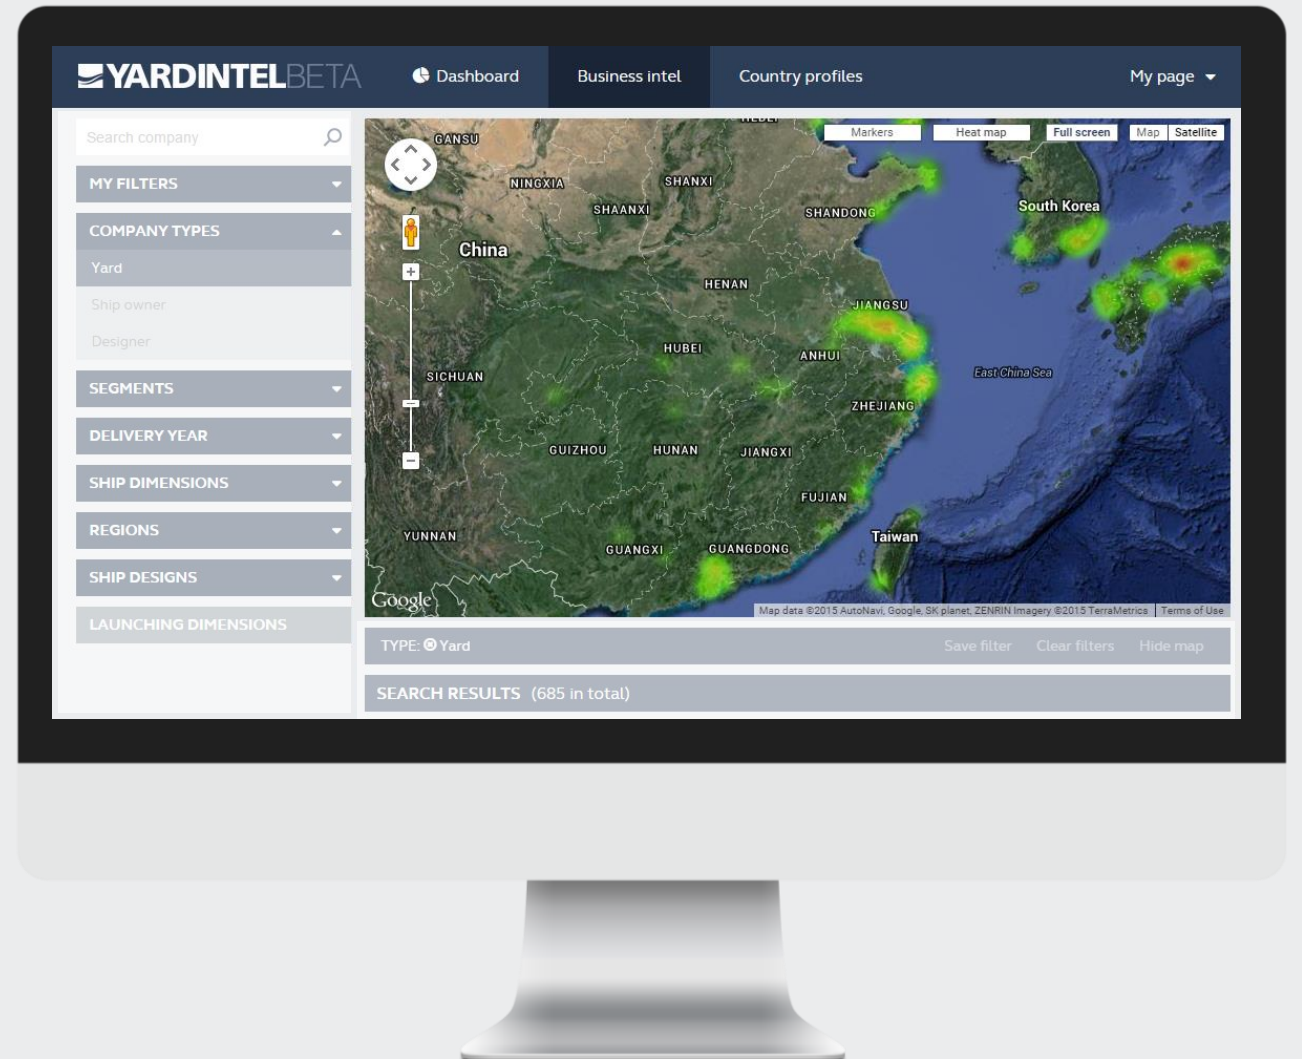 YARDINTELBETA
Dashboard
Business intel
Country profiles
My page
Search company
MY FILTERS
COMPANY TYPES
Yard
Ship owner
Designer
SEGMENTS
DELIVERY YEAR
SHIP DIMENSIONS
REGIONS
SHIP DESIGNS
LAUNCHING DIMENSIONS
Markers
Heat map
Full screen
Map
Satellite
GANSU
NINGXIA
SHANXI
SHAANXI
SHANDONG
South Korea
China
HENAN
JIANGSU
HUBEI
ANHUI
East China Sea
SICHUAN
ZHEJIANG
GUIZHOU
HUNAN
JIANGXI
FUJIAN
YUNNAN
GUANGXI
GUANGDONG
Taiwan
Google
Map data ©2015 AutoNavi, Google, SK planet, ZENRIN Imagery ©2015 TerraMetrics
Terms of Use
TYPE: Yard
Save filter
Clear filters
Hide map
SEARCH RESULTS (685 in total)